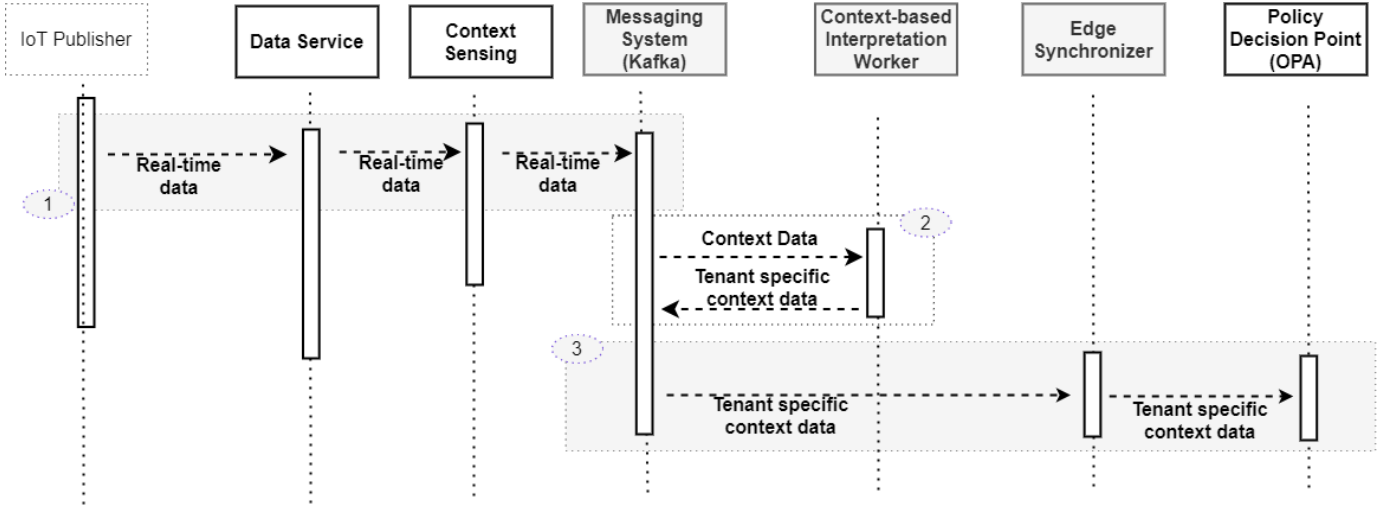 IoT Publisher
Data Service
Context
Sensing
Messaging
System
(Kafka)
Context-based
Interpretation
Worker
Edge
Synchronizer
Policy
Decision Point
(OPA)
Real-time
data
Real-time
data
Real-time
data
1
2
Context Data
Tenant specific
context data
3
Tenant specific
context data
Tenant specific
context data